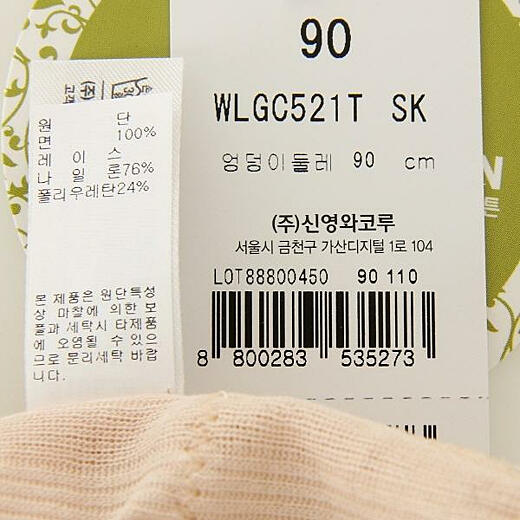 90
WLGC521T SK
엉덩이둘레 90 cm
(주)신영와코루
서울시 금천구 가산디지털 1로 104
LOT88800450 90 110
8 800283 535273
원 단
면 100%
레 이 스
나 일 론76%
폴리우레탄24%
본 제품은 원단특성
상 마찰에 의한 보
풀과 세탁시 타제품
에 오염될 수 있으
므로 분리세탁 바랍
니다.